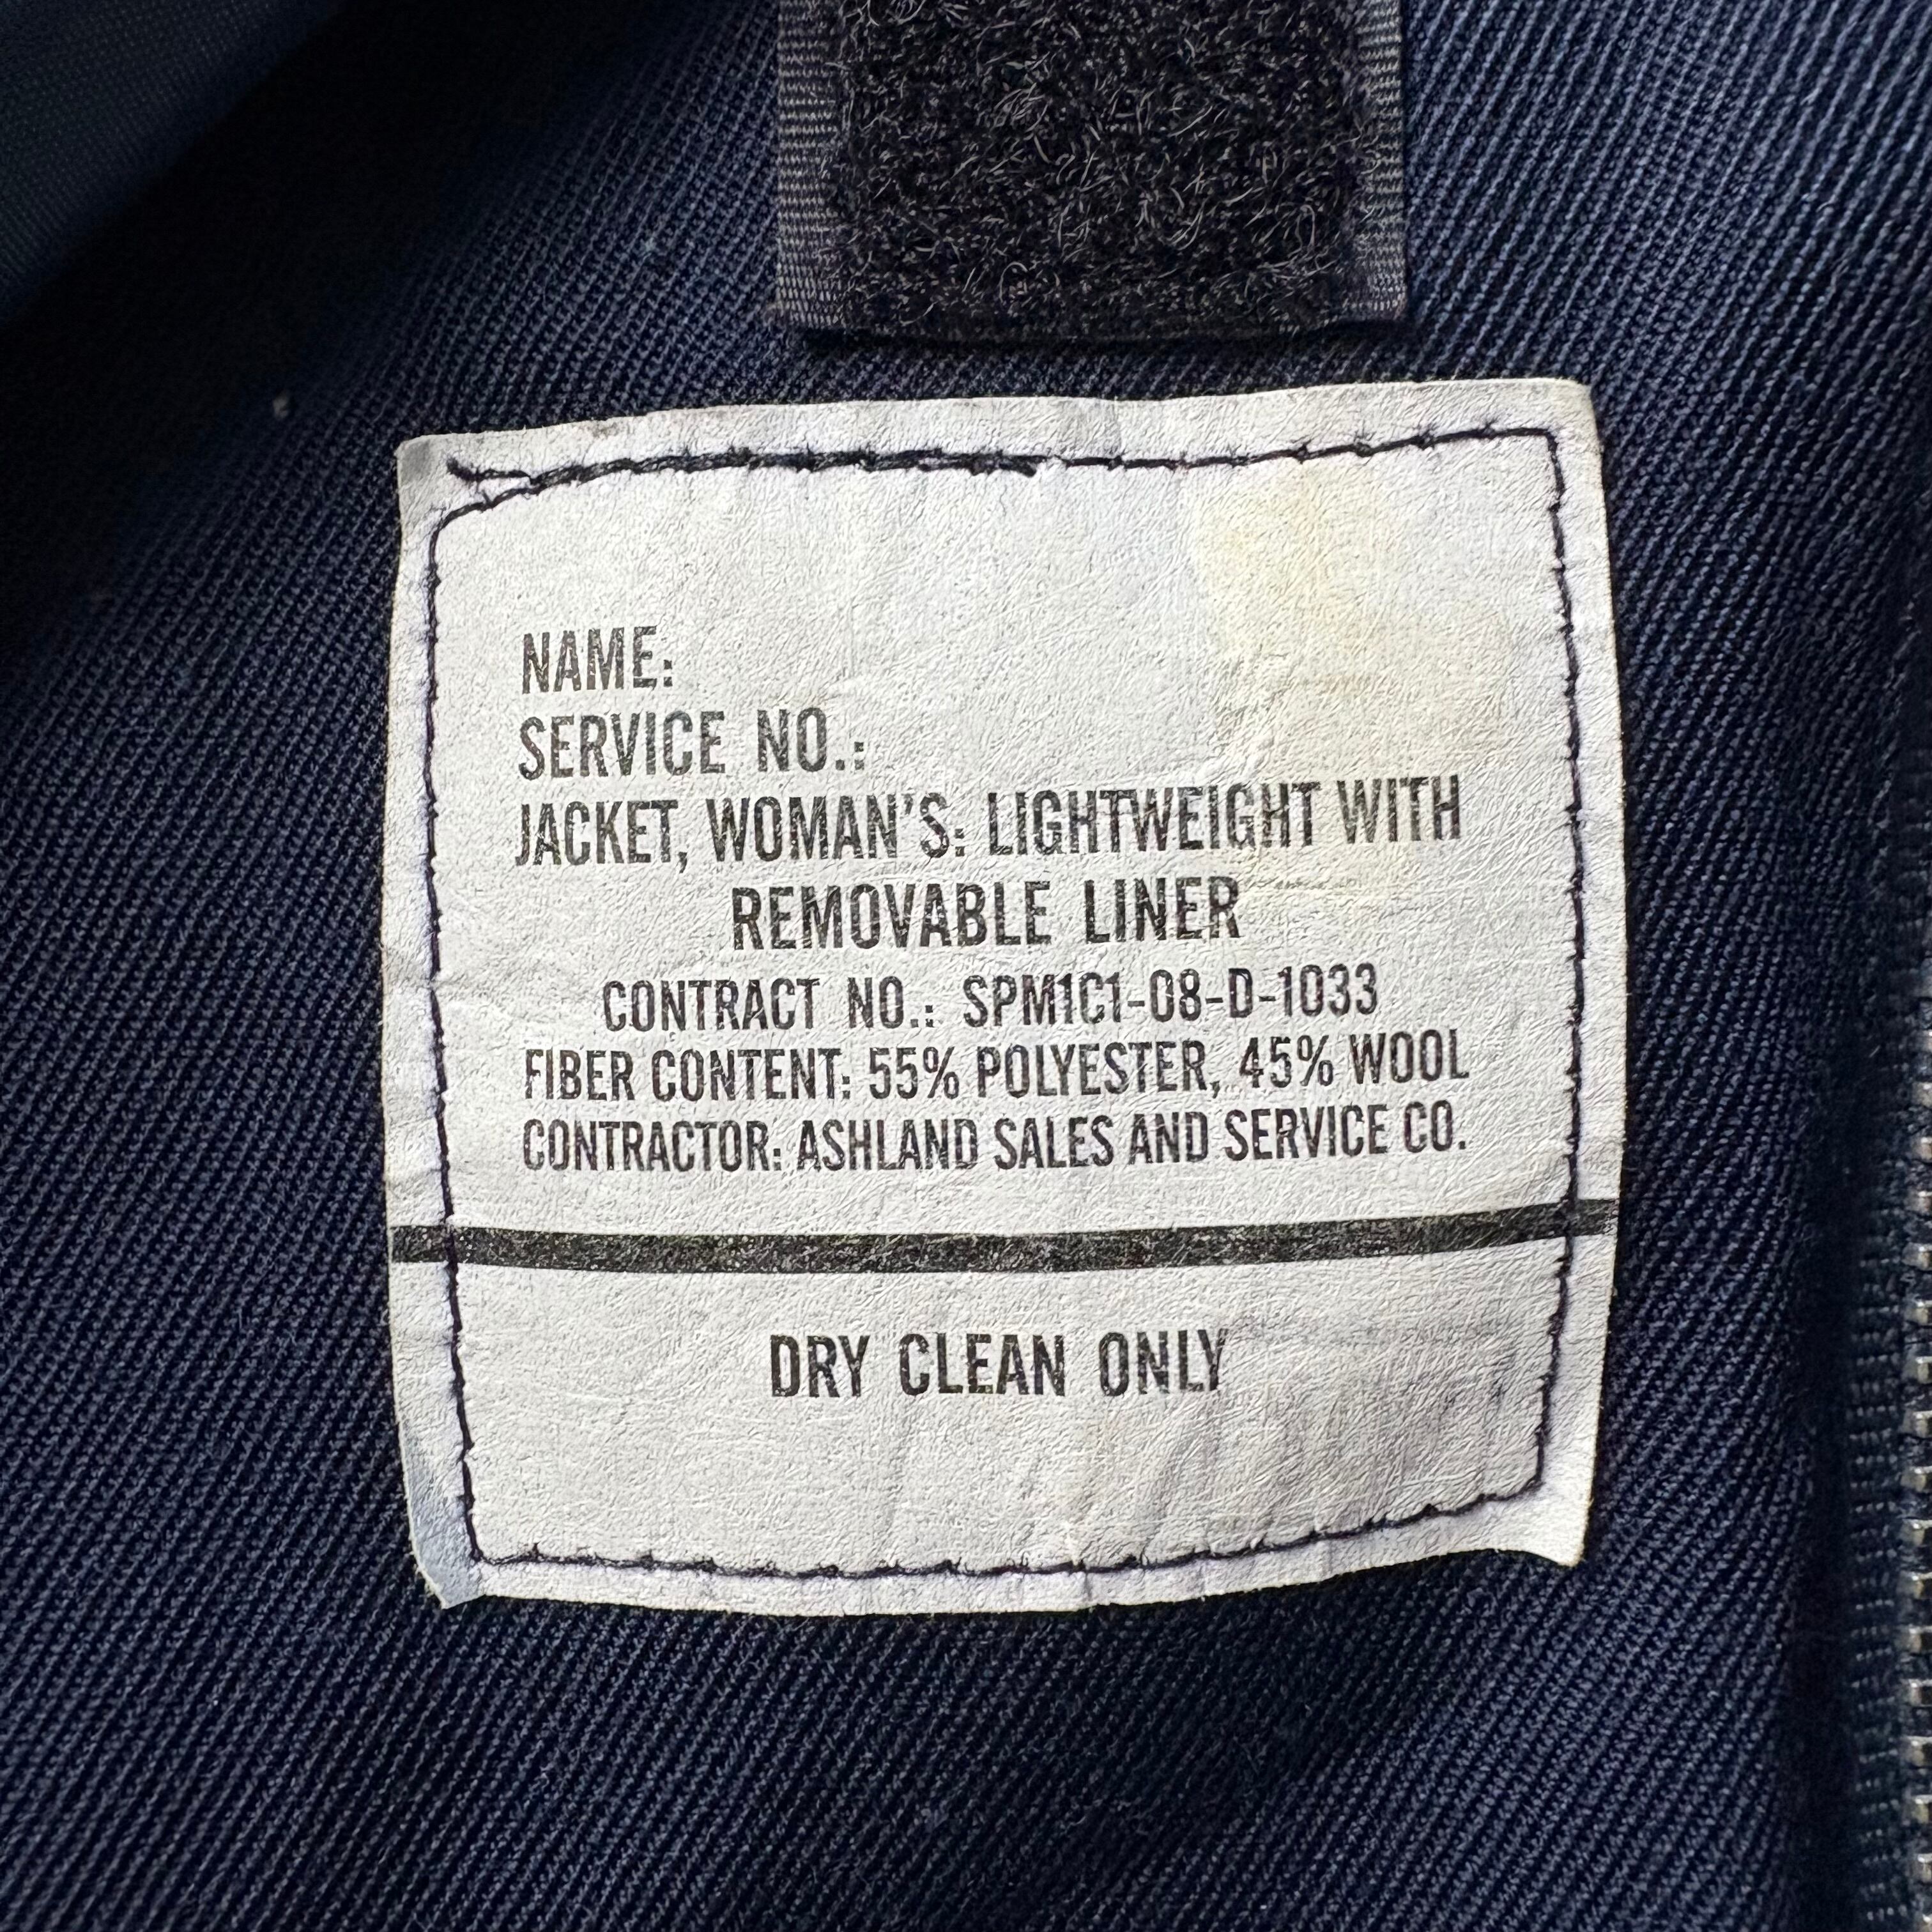 NAME:
SERVICE NO.:
JACKET, WOMAN'S: LIGHTWEIGHT WITH
REMOVABLE LINER
CONTRACT NO.: SPM1C1-08-D-1033
FIBER CONTENT: 55% POLYESTER, 45% WOOL
CONTRACTOR: ASHLAND SALES AND SERVICE CO.
DRY CLEAN ONLY